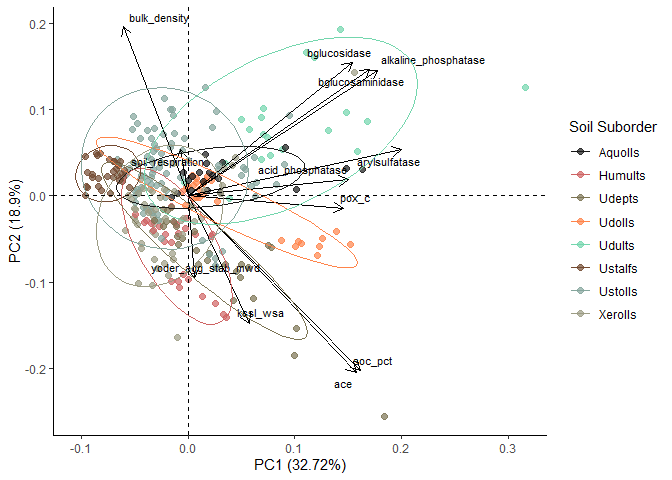 0.2
0.1
0.0
-0.1
-0.2
PC2 (18.9%)
bulk_density
bglucosidase
alkaline_phosphatase
bglucosaminidase
soil_respiration
acid_phosphatase
arylsulfatase
pox_c
yoder_agg_stab_mwd
kssl_wsa
soc_pct
ace
-0.1
0.0
0.1
0.2
0.3
PC1 (32.72%)
Soil Suborder
Aquolls
Humults
Udepts
Udolls
Udults
Ustalfs
Ustolls
Xerolls